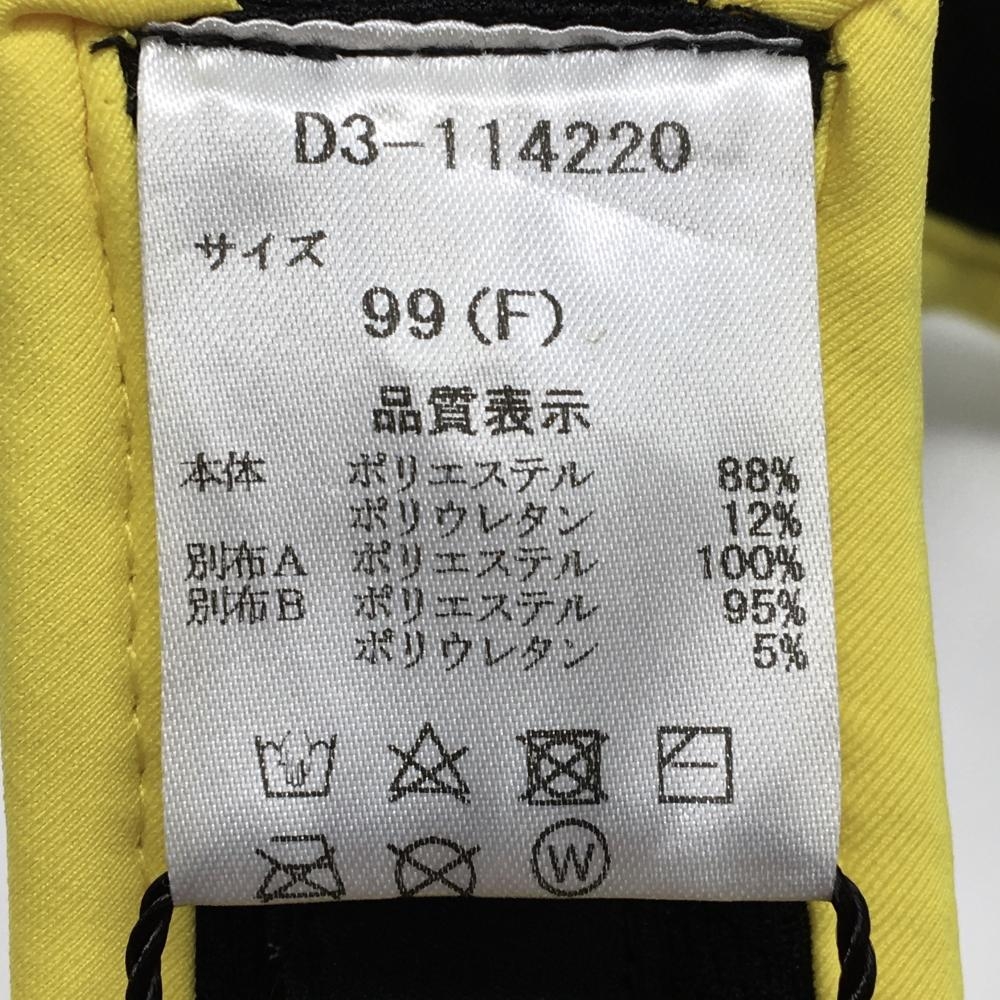 D3-114220
サイズ
99(F)
品質表示
本体 ポリエステル 88%
ポリウレタン 12%
別布A ポリエステル 100%
別布B ポリエステル 95%
ポリウレタン 5%
W